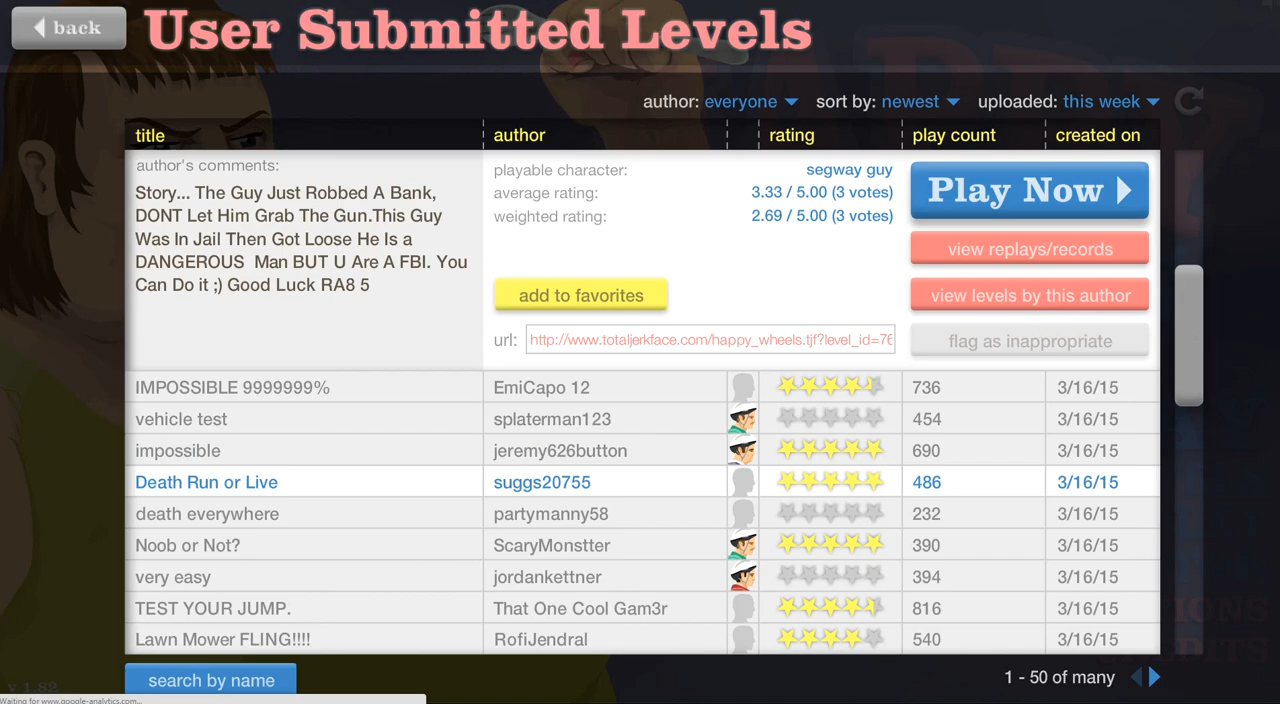 back
User Submitted Levels
author: everyone sort by: newest uploaded: this week
title author rating play count created on
author's comments:
Story... The Guy Just Robbed A Bank,
DONT Let Him Grab The Gun.This Guy
Was In Jail Then Got Loose He Is a
DANGEROUS  Man BUT U Are A FBI. You
Can Do it ;) Good Luck RA8 5
playable character: segway guy
average rating: 3.33 / 5.00 (3 votes)
weighted rating: 2.69 / 5.00 (3 votes)
add to favorites
url: http://www.totaljerkface.com/happy_wheels.tjf?level_id=76
Play Now
view replays/records
view levels by this author
flag as inappropriate
IMPOSSIBLE 9999999% EmiCapo 12 736 3/16/15
vehicle test splaterman123 454 3/16/15
impossible jeremy626button 690 3/16/15
Death Run or Live suggs20755 486 3/16/15
death everywhere partymanny58 232 3/16/15
Noob or Not? ScaryMonstter 390 3/16/15
very easy jordankettner 394 3/16/15
TEST YOUR JUMP. That One Cool Gam3r 816 3/16/15
Lawn Mower FLING!!!! RofiJendral 540 3/16/15
search by name
1 - 50 of many
v 1.82
Waiting for www.google-analytics.com...